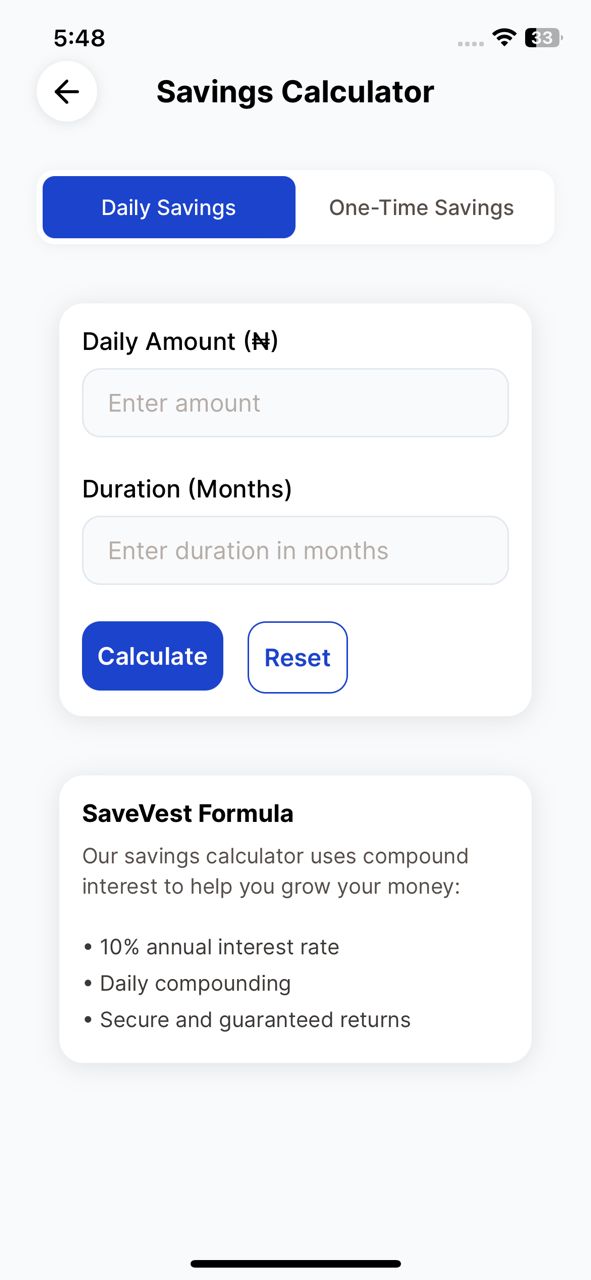 5:48
33
Savings Calculator
Daily Savings
One-Time Savings
Daily Amount (₦)
Enter amount
Duration (Months)
Enter duration in months
Calculate
Reset
SaveVest Formula
Our savings calculator uses compound
interest to help you grow your money:
• 10% annual interest rate
• Daily compounding
• Secure and guaranteed returns